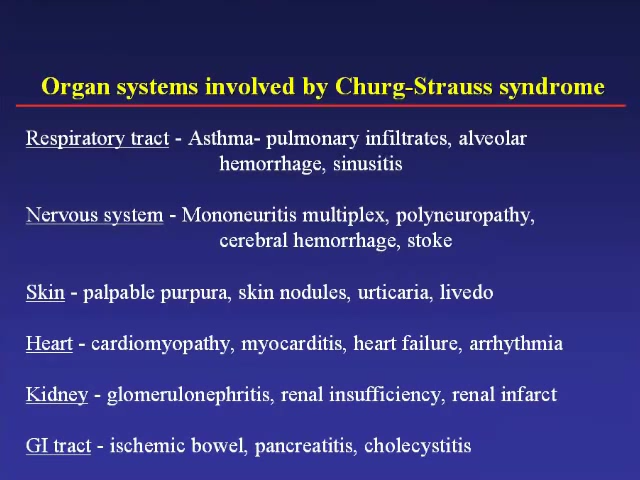 Organ systems involved by Churg-Strauss syndrome
Respiratory tract - Asthma- pulmonary infiltrates, alveolar
hemorrhage, sinusitis
Nervous system - Mononeuritis multiplex, polyneuropathy,
cerebral hemorrhage, stoke
Skin - palpable purpura, skin nodules, urticaria, livedo
Heart - cardiomyopathy, myocarditis, heart failure, arrhythmia
Kidney - glomerulonephritis, renal insufficiency, renal infarct
GI tract - ischemic bowel, pancreatitis, cholecystitis